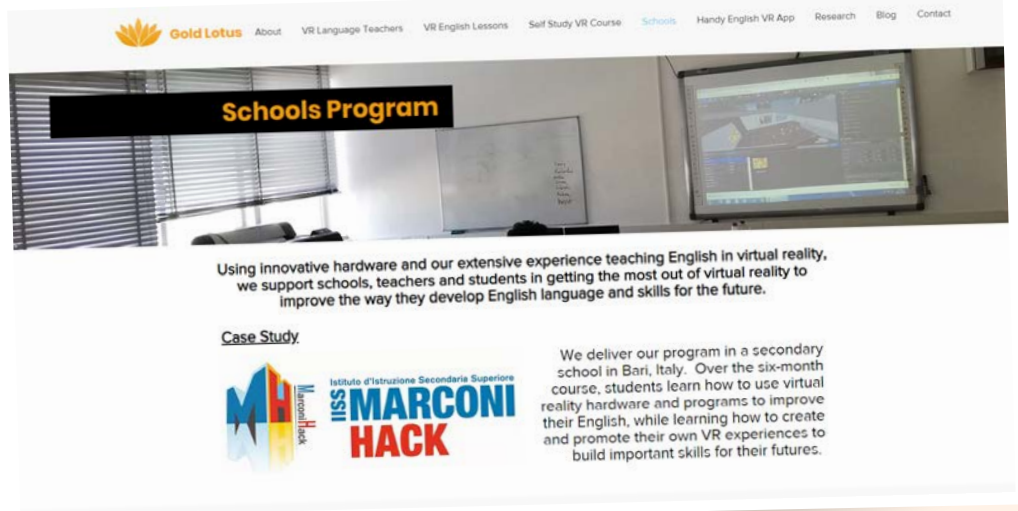 Gold Lotus About VR Language Teachers VR English Lessons Self Study VR Course Schools Handy English VR App Research Blog Contact
Schools Program
Using innovative hardware and our extensive experience teaching English in virtual reality,
we support schools, teachers and students in getting the most out of virtual reality to
improve the way they develop English language and skills for the future.
Case Study
MarconiHack
Istituto d'Istruzione Secondaria Superiore
IISS
MARCONI
HACK
We deliver our program in a secondary
school in Bari, Italy. Over the six-month
course, students learn how to use virtual
reality hardware and programs to improve
their English, while learning how to create
and promote their own VR experiences to
build important skills for their futures.